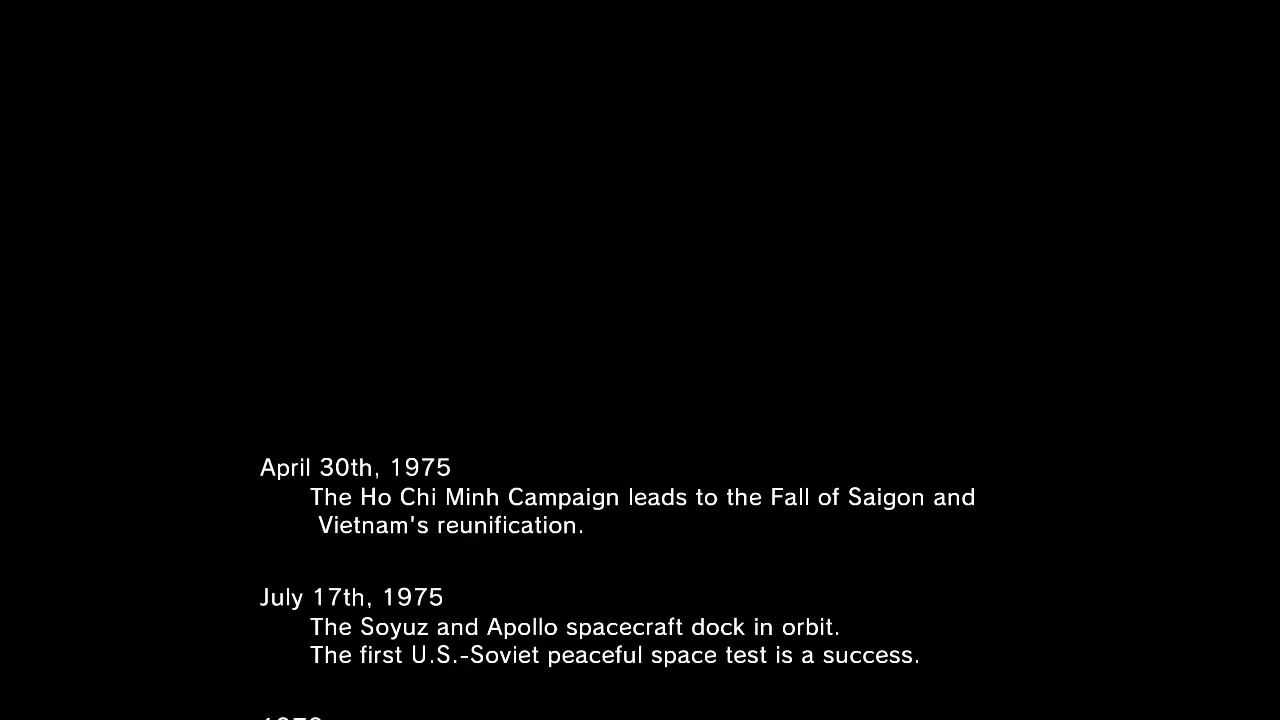 April 30th, 1975
The Ho Chi Minh Campaign leads to the Fall of Saigon and
Vietnam's reunification.
July 17th, 1975
The Soyuz and Apollo spacecraft dock in orbit.
The first U.S.-Soviet peaceful space test is a success.